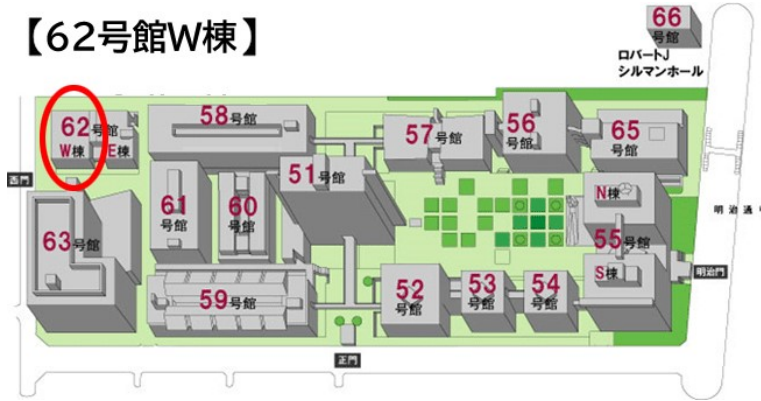 【62号館W棟】
66
号館
ロバートJ
シルマンホール
62号館
W棟 E棟
58号館
57号館
56
号館
65
号館
51号館
西門
61
号館
60
号館
N棟
明治通り
63号館
55
号館
S棟
明治門
59
号館
52
号館
53
号館
54
号館
正門